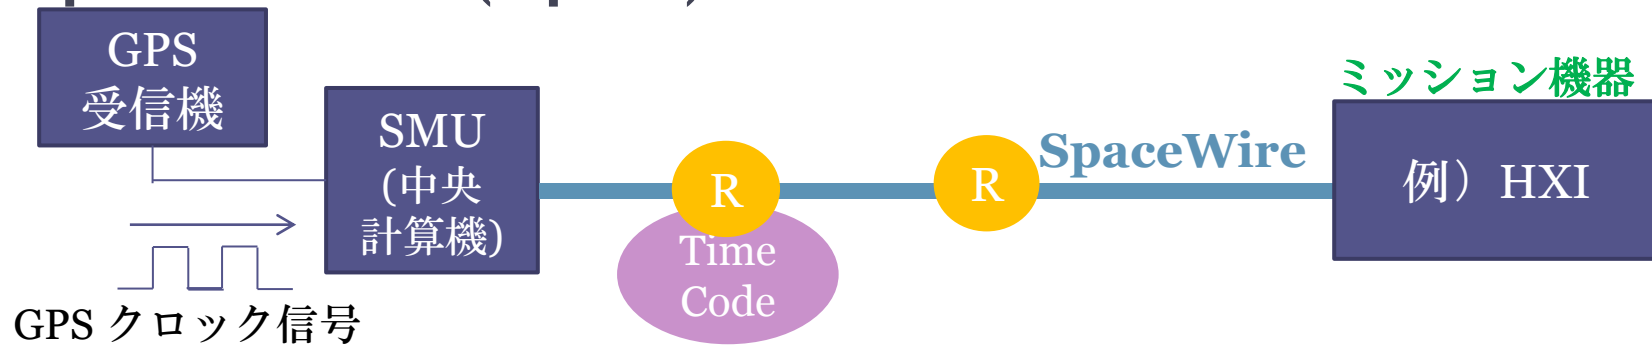 GPS
受信機
SMU
(中央
計算機)
GPS クロック信号
R
Time
Code
R
SpaceWire
ミッション機器
例）HXI